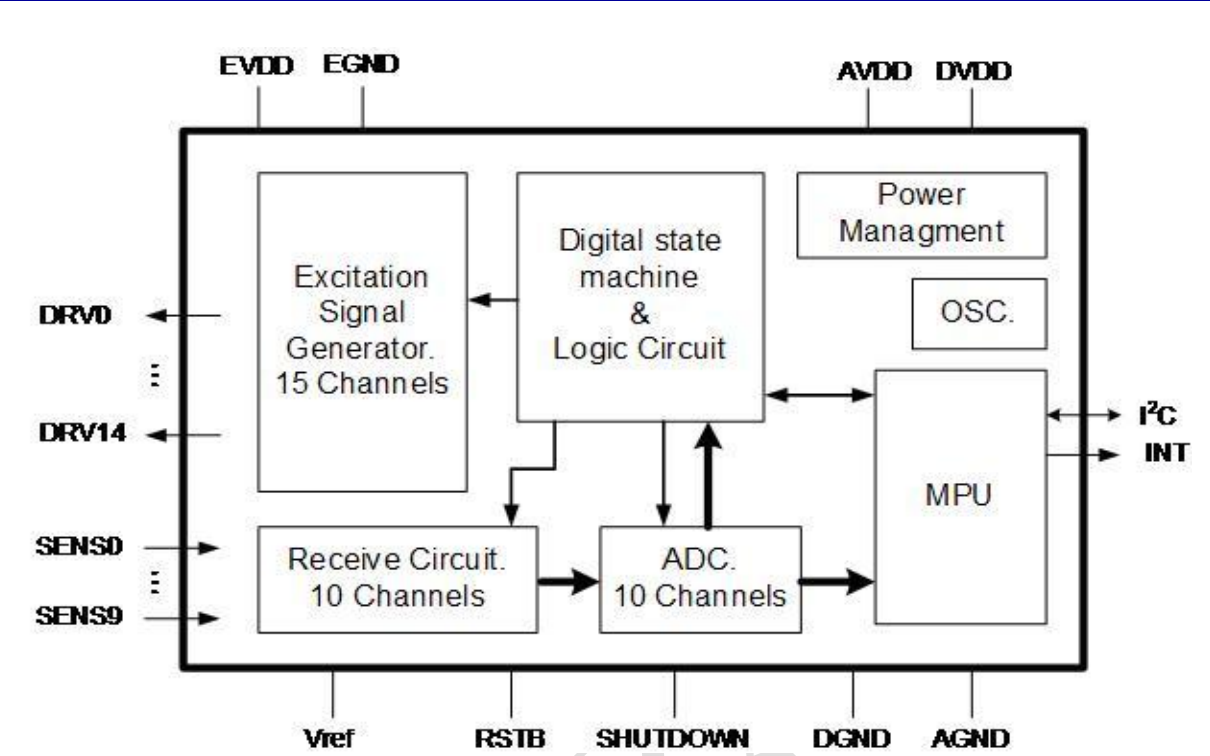 EVDD EGND AVDD DVDD
Power
Managment
Digital state
machine
&
Logic Circuit
Excitation
Signal
Generator.
15 Channels
OSC.
DRV0
...
DRV14
I²C
INT
MPU
SENS0
...
SENS9
Receive Circuit.
10 Channels
ADC.
10 Channels
Vref RSTB SHUTDOWN DGND AGND